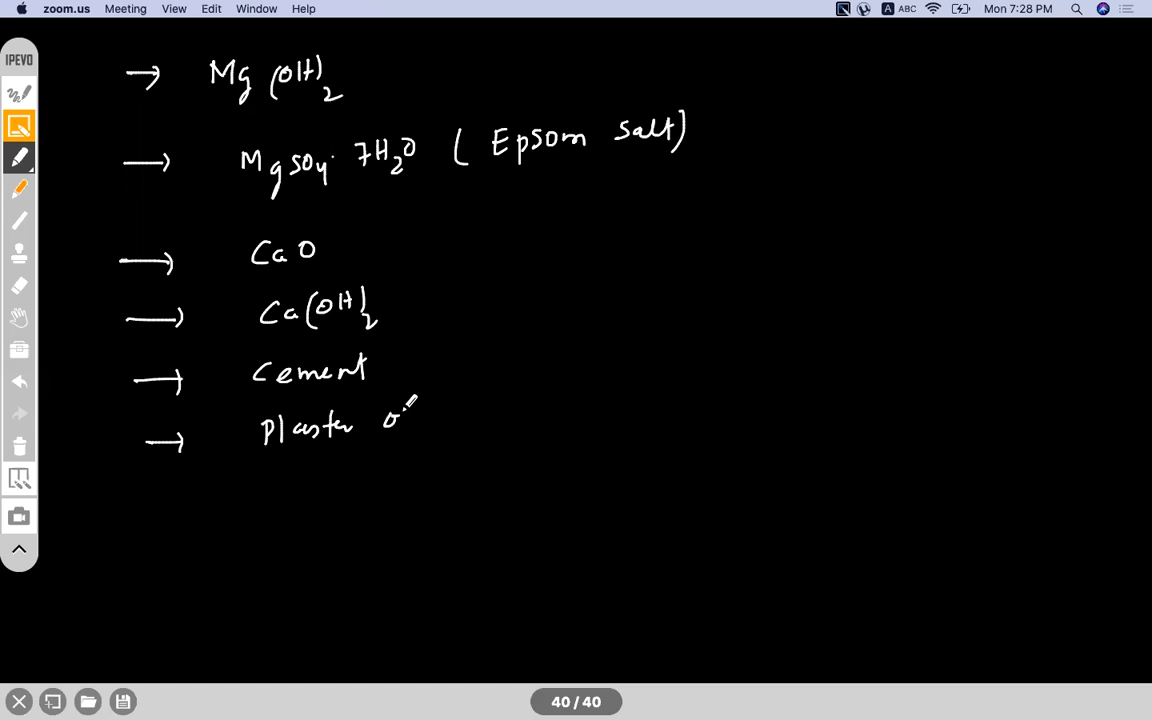 zoom.us Meeting View Edit Window Help A ABC Mon 7:28 PM
IPEVO
→ Mg(OH)2
→ MgSO4·7H2O (Epsom salt)
→ CaO
→ Ca(OH)2
→ Cement
→ Plaster o
40/40